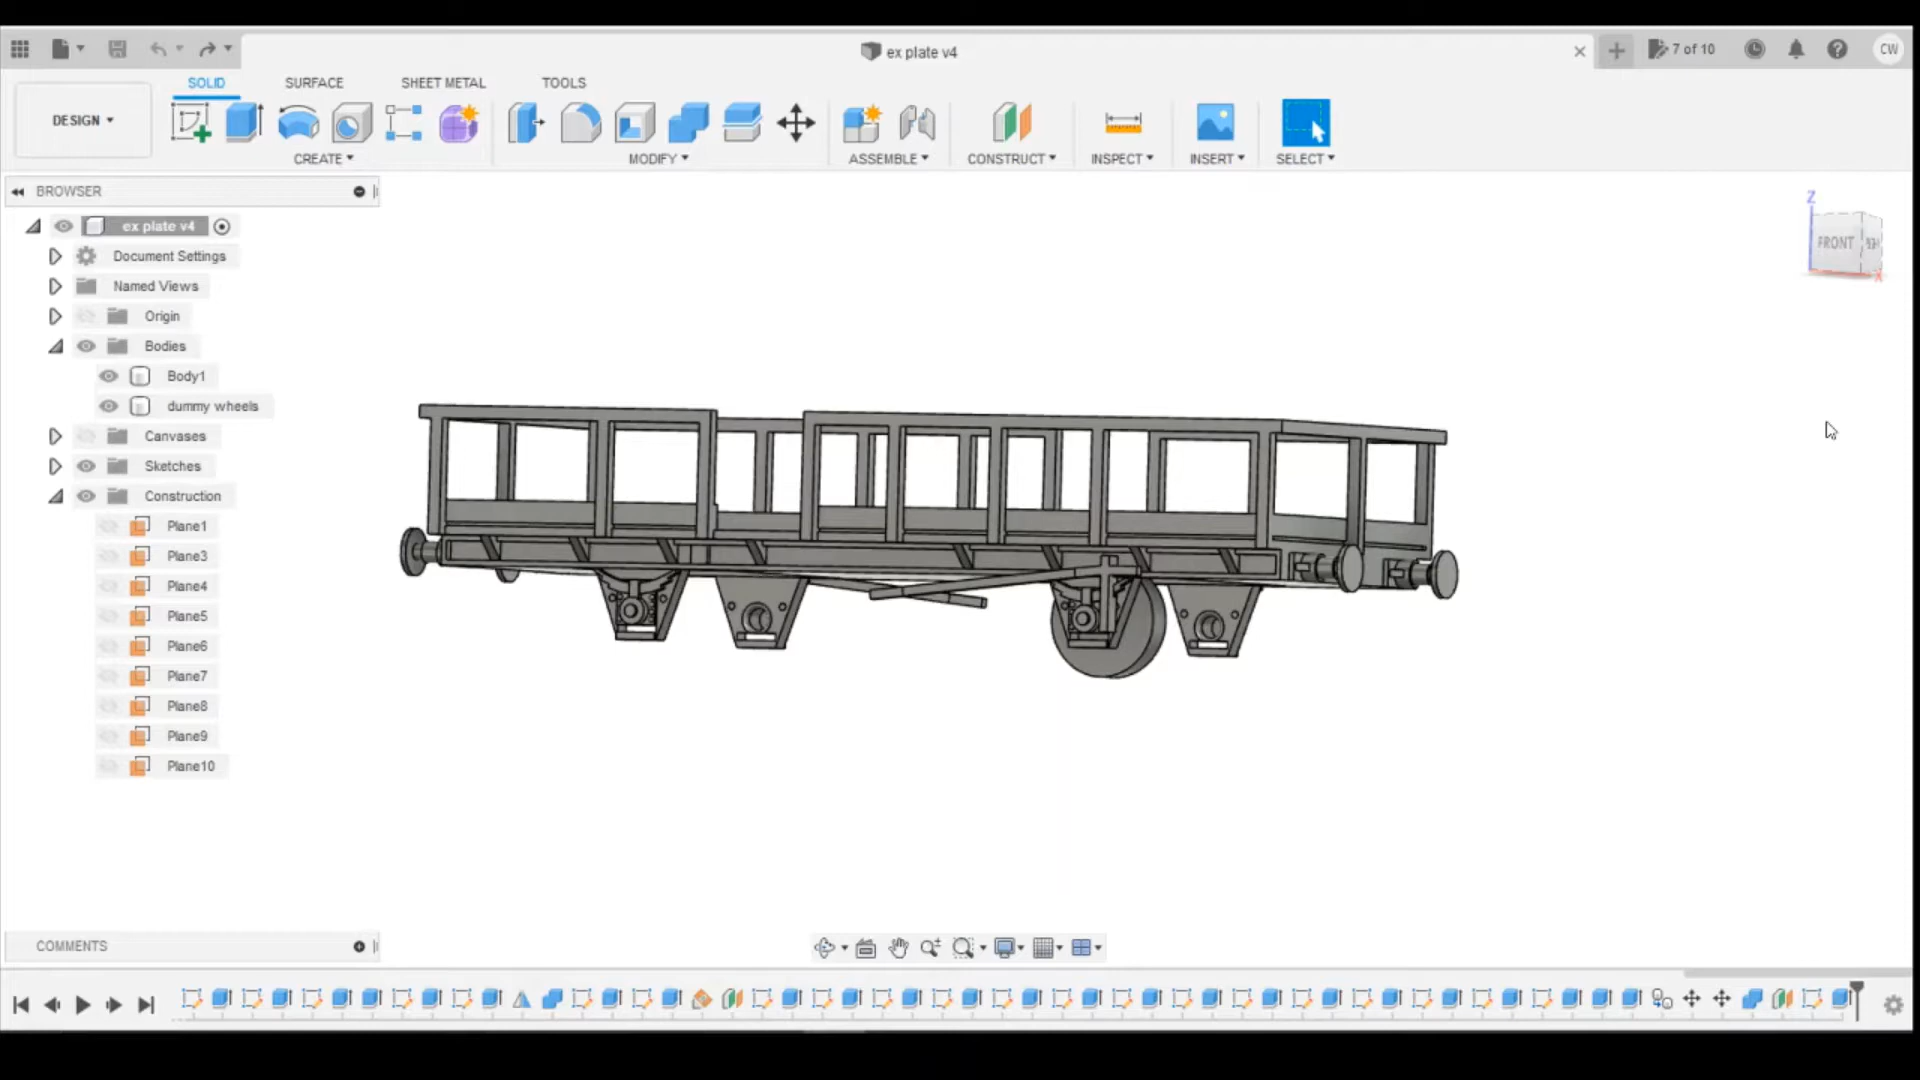 ex plate v4
7 of 10
CW
SOLID
SURFACE
SHEET METAL
TOOLS
DESIGN
CREATE
MODIFY
ASSEMBLE
CONSTRUCT
INSPECT
INSERT
SELECT
BROWSER
ex plate v4
Document Settings
Named Views
Origin
Bodies
Body1
dummy wheels
Canvases
Sketches
Construction
Plane1
Plane3
Plane4
Plane5
Plane6
Plane7
Plane8
Plane9
Plane10
Z
FRONT
X
COMMENTS